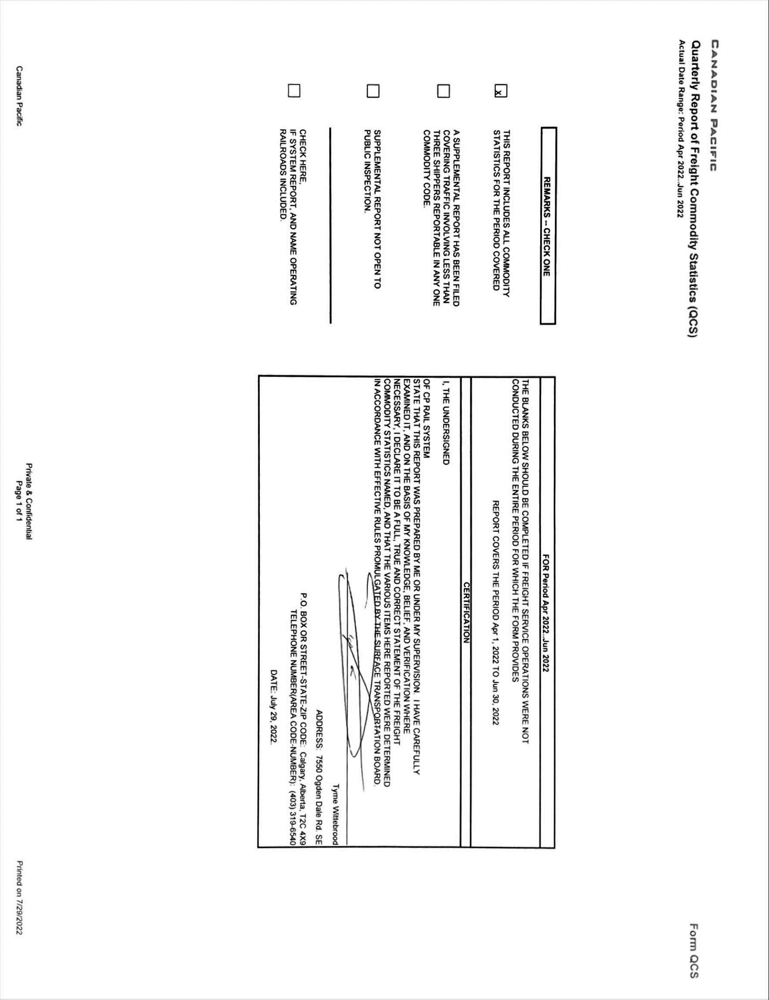 CANADIAN PACIFIC
Quarterly Report of Freight Commodity Statistics (QCS)
Form QCS
Actual Date Range: Period Apr 2022..Jun 2022
REMARKS -- CHECK ONE
x
THIS REPORT INCLUDES ALL COMMODITY
STATISTICS FOR THE PERIOD COVERED
A SUPPLEMENTAL REPORT HAS BEEN FILED
COVERING TRAFFIC INVOLVING LESS THAN
THREE SHIPPERS REPORTABLE IN ANY ONE
COMMODITY CODE.
SUPPLEMENTAL REPORT NOT OPEN TO
PUBLIC INSPECTION.
CHECK HERE,
IF SYSTEM REPORT, AND NAME OPERATING
RAILROADS INCLUDED.
FOR Period Apr 2022..Jun 2022
THE BLANKS BELOW SHOULD BE COMPLETED IF FREIGHT SERVICE OPERATIONS WERE NOT
CONDUCTED DURING THE ENTIRE PERIOD FOR WHICH THE FORM PROVIDES
REPORT COVERS THE PERIOD Apr 1, 2022 TO Jun 30, 2022
CERTIFICATION
I, THE UNDERSIGNED
OF CP RAIL SYSTEM
STATE THAT THIS REPORT WAS PREPARED BY ME OR UNDER MY SUPERVISION. I HAVE CAREFULLY
EXAMINED IT, AND ON THE BASIS OF MY KNOWLEDGE, BELIEF, AND VERIFICATION WHERE
NECESSARY, I DECLARE IT TO BE A FULL, TRUE AND CORRECT STATEMENT OF THE FREIGHT
COMMODITY STATISTICS NAMED, AND THAT THE VARIOUS ITEMS HERE REPORTED WERE DETERMINED
IN ACCORDANCE WITH EFFECTIVE RULES PROMULGATED BY THE SURFACE TRANSPORTATION BOARD.
Tyme Wittebrood
ADDRESS: 7550 Ogden Dale Rd. SE
P.O. BOX OR STREET-STATE-ZIP CODE: Calgary, Alberta, T2C 4X9
TELEPHONE NUMBER(AREA CODE-NUMBER): (403) 319-6540
DATE: July 29, 2022.
Private & Confidential
Canadian Pacific
Page 1 of 1
Printed on 7/29/2022